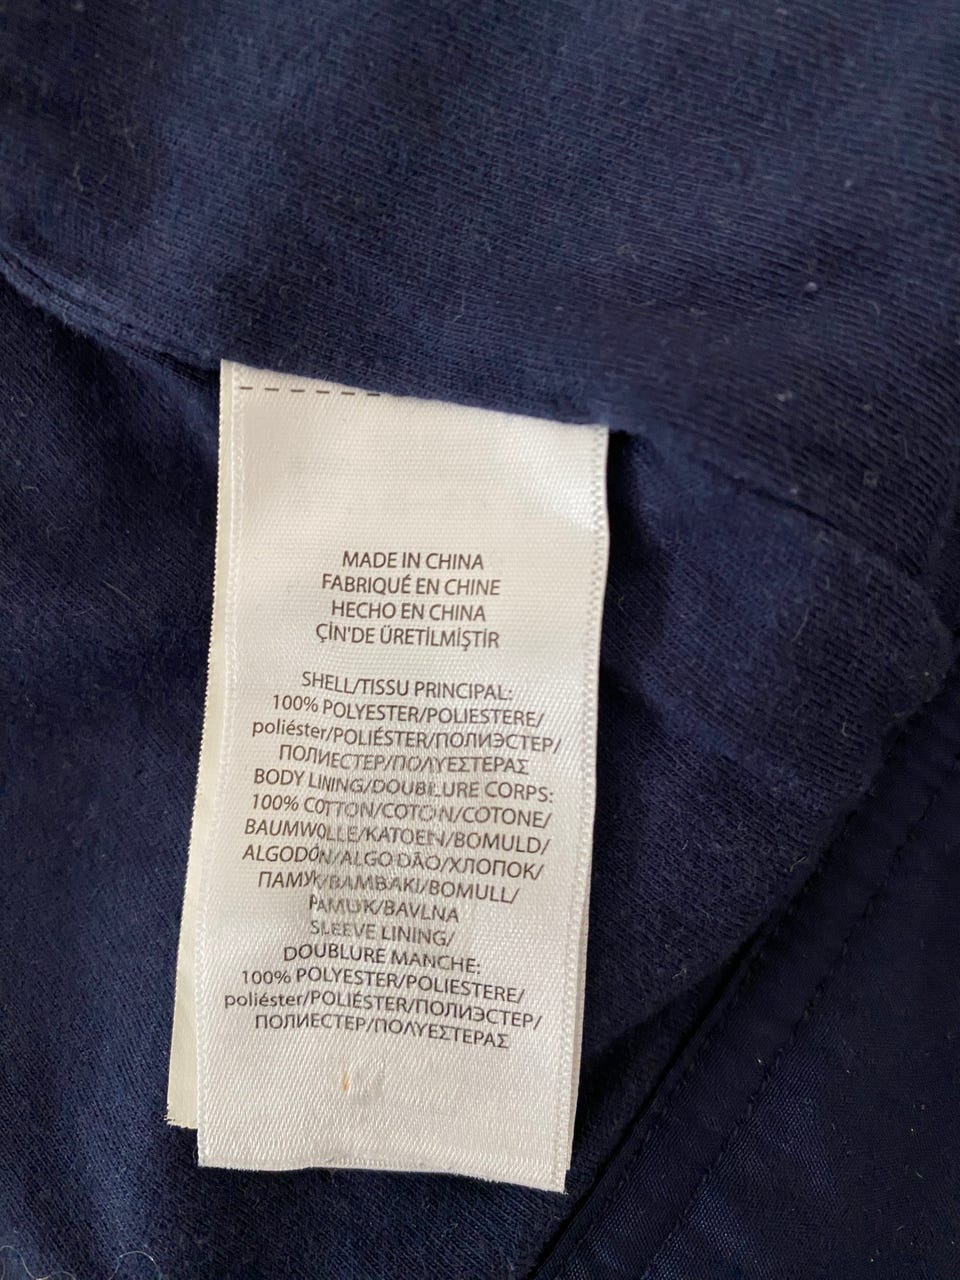 MADE IN CHINA
FABRIQUÉ EN CHINE
HECHO EN CHINA
ÇİN'DE ÜRETİLMİŞTİR
SHELL/TISSU PRINCIPAL:
100% POLYESTER/POLIESTERE/
poliéster/POLIÉSTER/ПОЛИЭСТЕР/
ПОЛИЕСТЕР/ΠΟΛΥΕΣΤΕΡΑΣ
BODY LINING/DOUBLURE CORPS:
100% COTTON/COTON/COTONE/
BAUMWOLLE/KATOEN/BOMULD/
ALGODÓN/ALGODÃO/ХЛОПОК/
ПАМУК/ΒΑΜΒΑΚΙ/BOMULL/
PAMUK/BAVLNA
SLEEVE LINING/
DOUBLURE MANCHE:
100% POLYESTER/POLIESTERE/
poliéster/POLIÉSTER/ПОЛИЭСТЕР/
ПОЛИЕСТЕР/ΠΟΛΥΕΣΤΕΡΑΣ